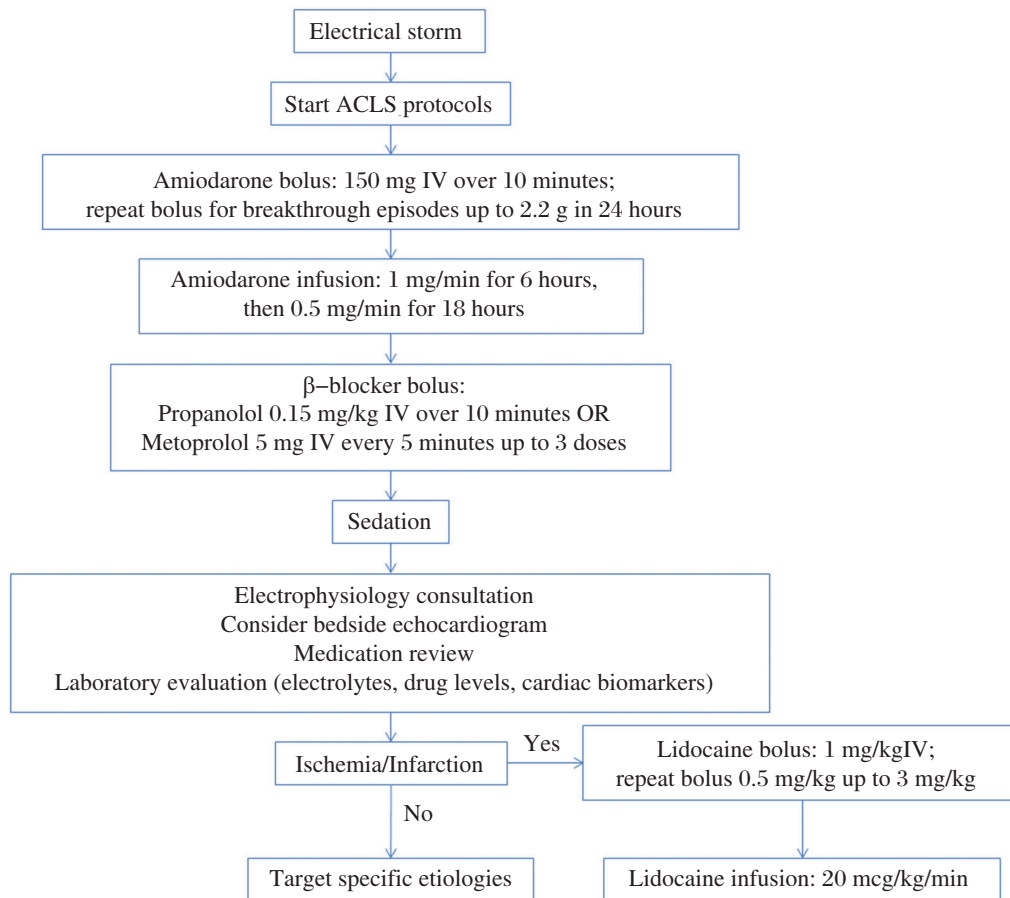 Electrical storm
Start ACLS protocols
Amiodarone bolus: 150 mg IV over 10 minutes;
repeat bolus for breakthrough episodes up to 2.2 g in 24 hours
Amiodarone infusion: 1 mg/min for 6 hours,
then 0.5 mg/min for 18 hours
β−blocker bolus:
Propanolol 0.15 mg/kg IV over 10 minutes OR
Metoprolol 5 mg IV every 5 minutes up to 3 doses
Sedation
Electrophysiology consultation
Consider bedside echocardiogram
Medication review
Laboratory evaluation (electrolytes, drug levels, cardiac biomarkers)
Ischemia/Infarction
Yes
Lidocaine bolus: 1 mg/kgIV;
repeat bolus 0.5 mg/kg up to 3 mg/kg
No
Target specific etiologies
Lidocaine infusion: 20 mcg/kg/min